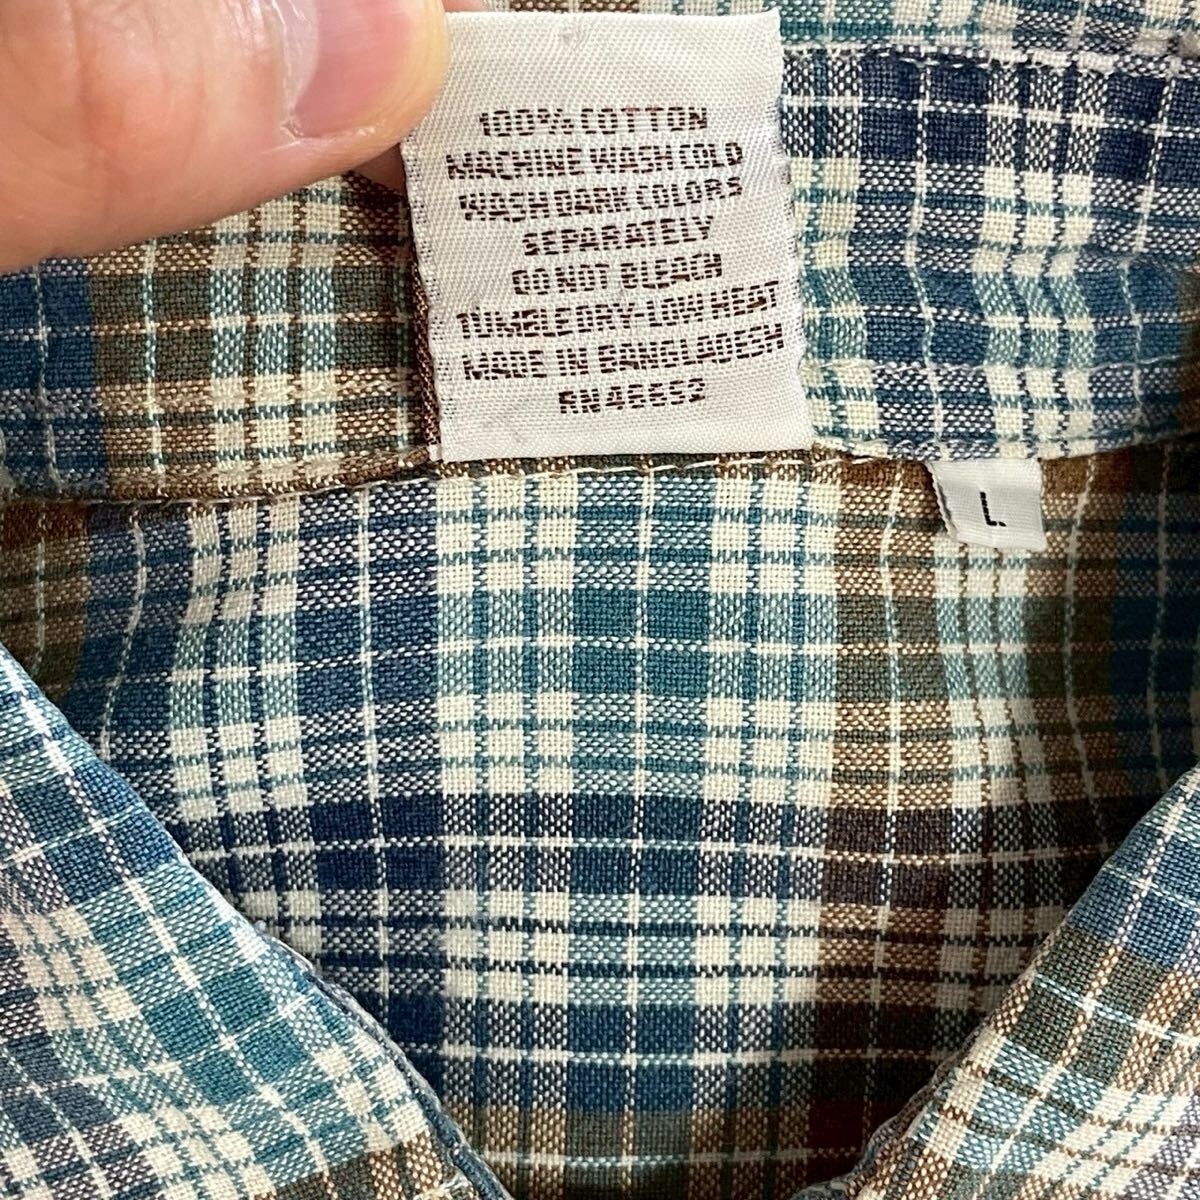 100% COTTON
MACHINE WASH COLD
WASH DARK COLORS
SEPARATELY
DO NOT BLEACH
TUMBLE DRY-LOW HEAT
MADE IN BANGLADESH
RN46652
L